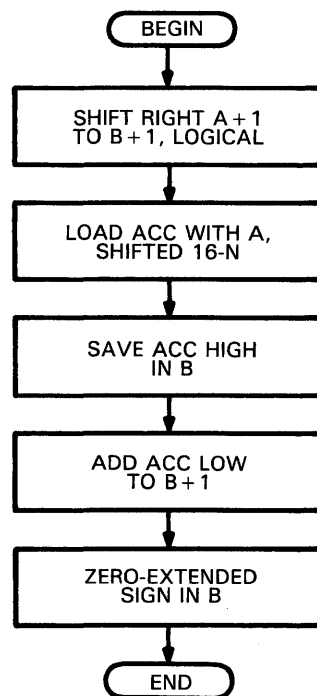 BEGIN
SHIFT RIGHT A+1
TO B+1, LOGICAL
LOAD ACC WITH A,
SHIFTED 16-N
SAVE ACC HIGH
IN B
ADD ACC LOW
TO B+1
ZERO-EXTENDED
SIGN IN B
END